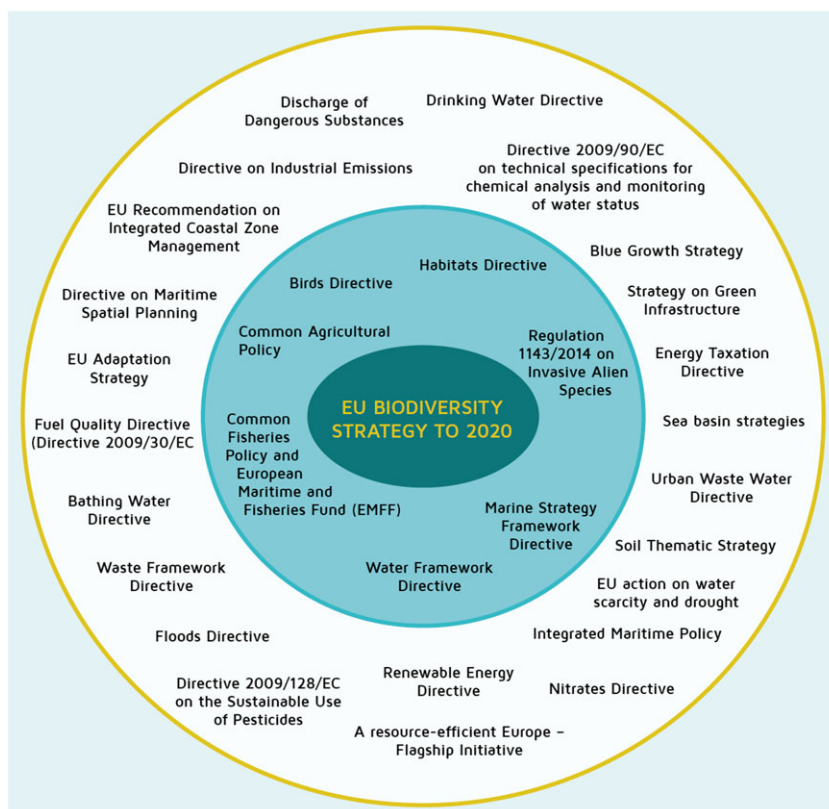 Discharge of
Dangerous Substances
Drinking Water Directive
Directive on Industrial Emissions
Directive 2009/90/EC
on technical specifications for
chemical analysis and monitoring
of water status
EU Recommendation on
Integrated Coastal Zone
Management
Blue Growth Strategy
Directive on Maritime
Spatial Planning
Strategy on Green
Infrastructure
EU Adaptation
Strategy
Energy Taxation
Directive
Fuel Quality Directive
(Directive 2009/30/EC
Sea basin strategies
Bathing Water
Directive
Urban Waste Water
Directive
Waste Framework
Directive
Soil Thematic Strategy
EU action on water
scarcity and drought
Floods Directive
Integrated Maritime Policy
Directive 2009/128/EC
on the Sustainable Use
of Pesticides
Renewable Energy
Directive
Nitrates Directive
A resource-efficient Europe –
Flagship Initiative
Birds Directive
Habitats Directive
Common Agricultural
Policy
Regulation
1143/2014 on
Invasive Alien
Species
Common
Fisheries
Policy and
European
Maritime and
Fisheries Fund (EMFF)
Marine Strategy
Framework
Directive
Water Framework
Directive
EU BIODIVERSITY
STRATEGY TO 2020